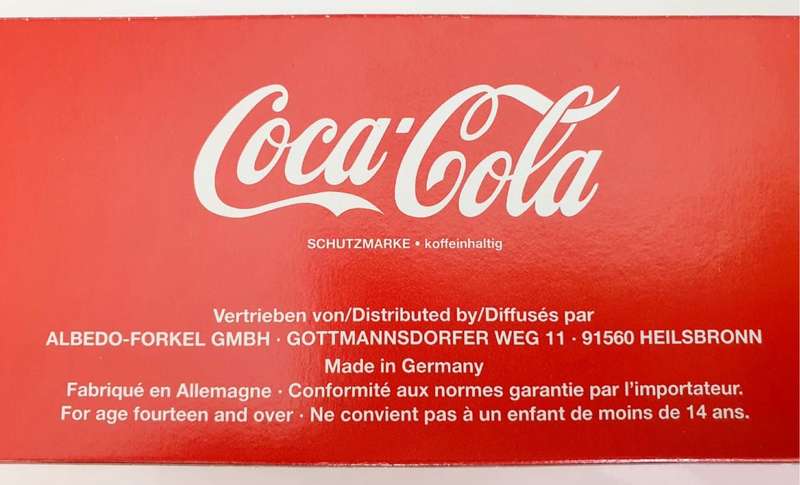 Coca-Cola
SCHUTZMARKE • koffeinhaltig
Vertrieben von/Distributed by/Diffusés par
ALBEDO-FORKEL GMBH · GOTTMANNSDORFER WEG 11 · 91560 HEILSBRONN
Made in Germany
Fabriqué en Allemagne · Conformité aux normes garantie par l'importateur.
For age fourteen and over · Ne convient pas à un enfant de moins de 14 ans.